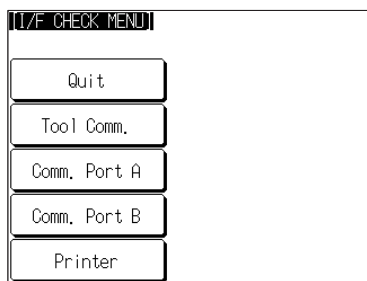 [I/F CHECK MENU]
Quit
Tool Comm.
Comm. Port A
Comm. Port B
Printer